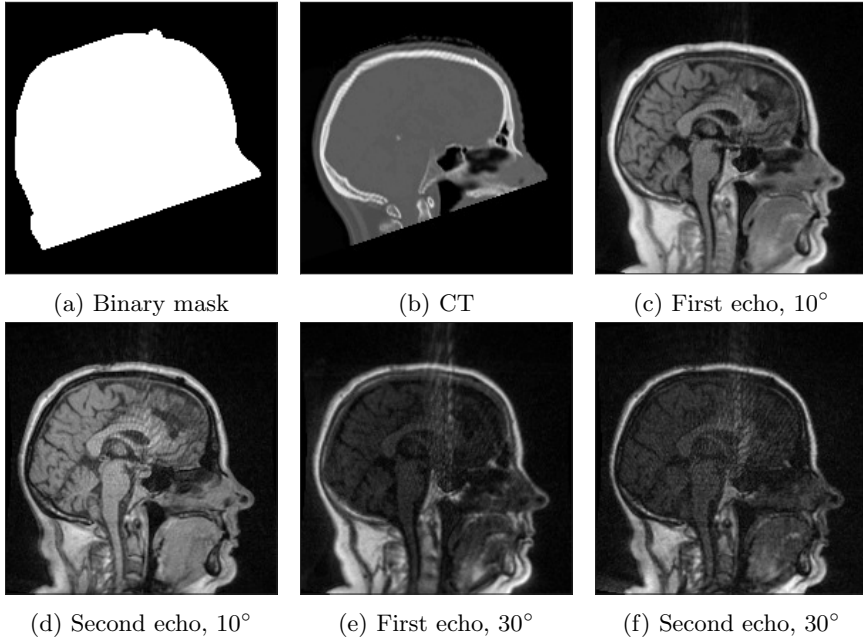 (a) Binary mask
(b) CT
(c) First echo, 10°
(d) Second echo, 10°
(e) First echo, 30°
(f) Second echo, 30°